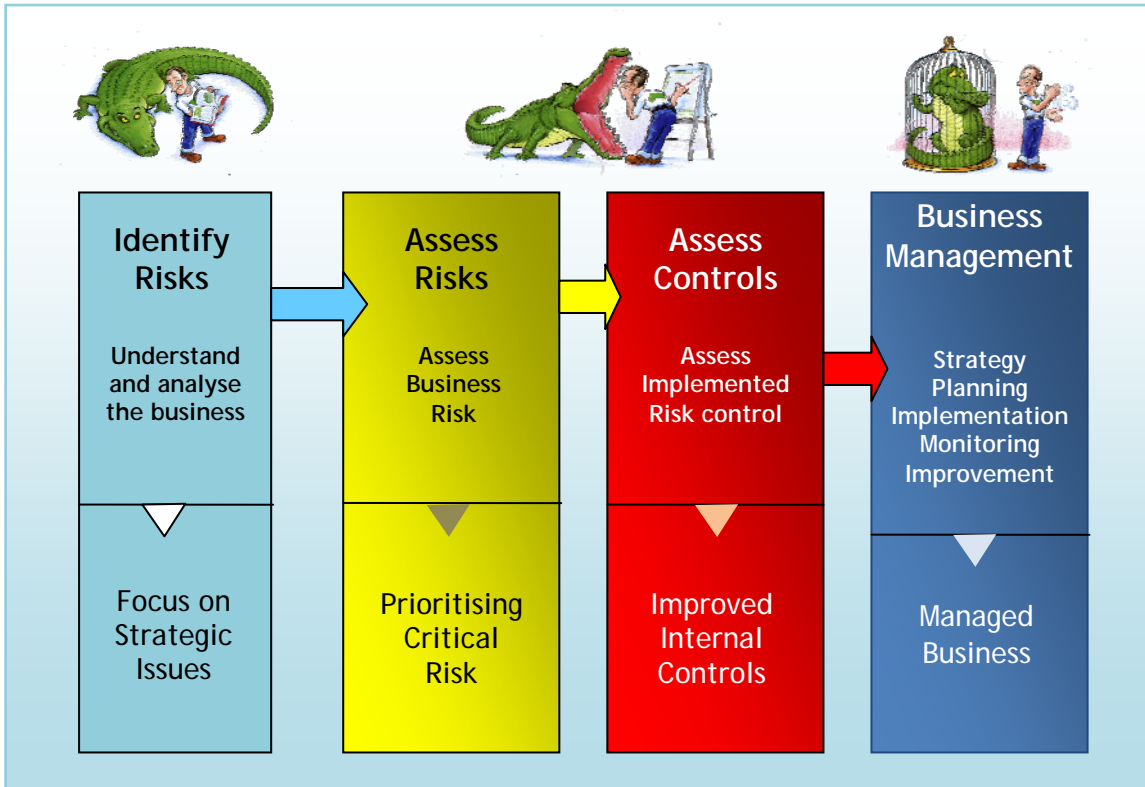 Identify
Risks
Understand
and analyse
the business
Focus on
Strategic
Issues
Assess
Risks
Assess
Business
Risk
Prioritising
Critical
Risk
Assess
Controls
Assess
Implemented
Risk control
Improved
Internal
Controls
Business
Management
Strategy
Planning
Implementation
Monitoring
Improvement
Managed
Business